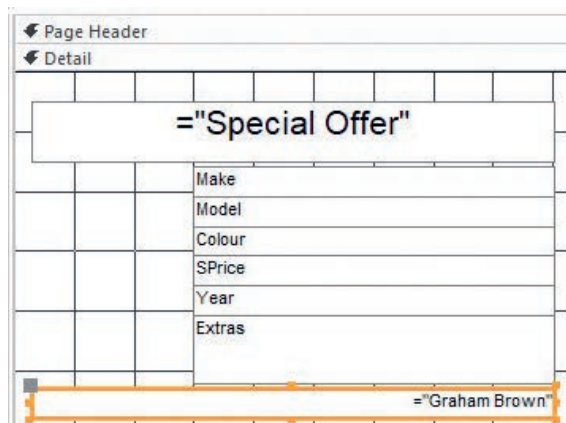 Page Header
Detail
="Special Offer"
Make
Model
Colour
SPrice
Year
Extras
="Graham Brown"